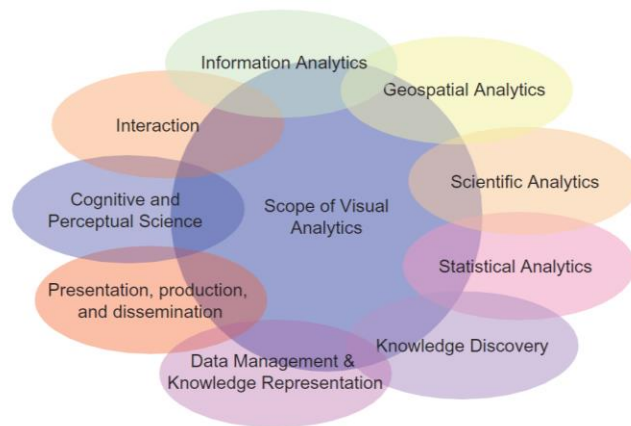 Information Analytics
Geospatial Analytics
Interaction
Scientific Analytics
Cognitive and
Perceptual Science
Scope of Visual
Analytics
Statistical Analytics
Presentation, production,
and dissemination
Knowledge Discovery
Data Management &
Knowledge Representation